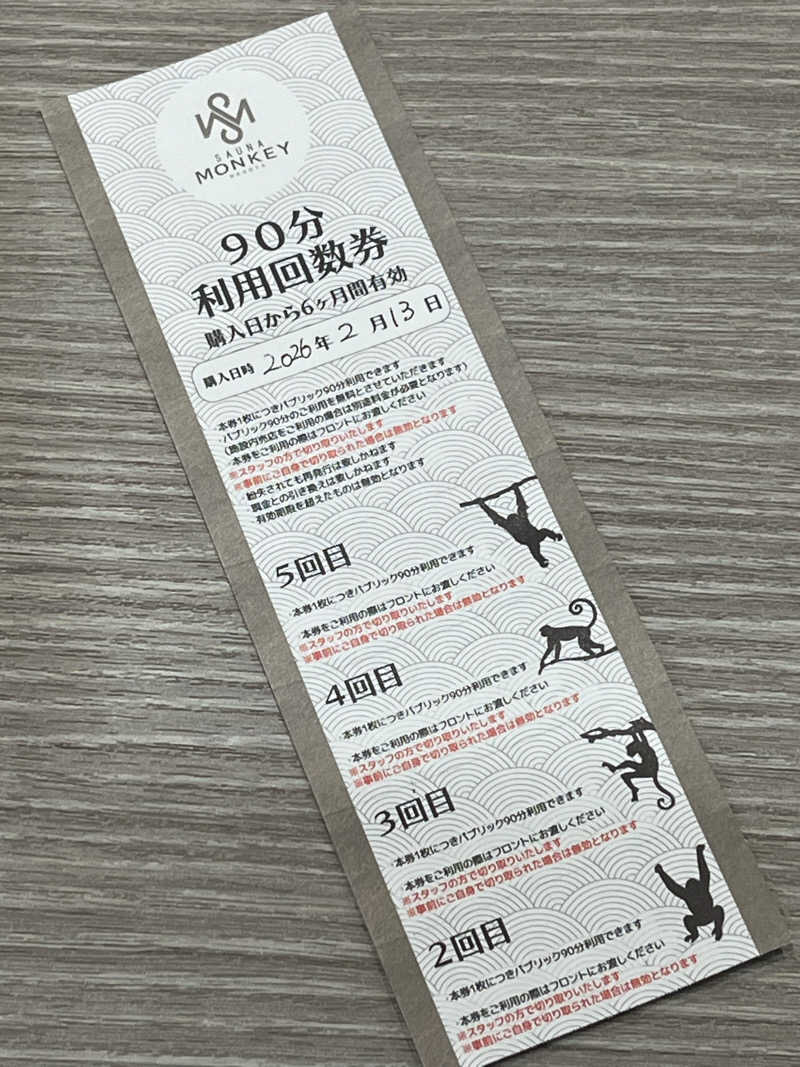 SAUNA
MONKEY
NAGOYA
90分
利用回数券
購入日から6ヶ月間有効
購入日時 2026年 2月13日
・本券1枚につきパブリック90分利用できます
・パブリック90分のご利用を無料とさせていただきます
(施設内売店をご利用の場合は別途料金が必要となります)
・本券をご利用の際はフロントにお渡しください
※スタッフの方で切り取りいたします
※事前にご自身で切り取られた場合は無効となります
・紛失されても再発行は致しかねます
・現金との引き換えは致しかねます
・有効期限を超えたものは無効となります
5回目
・本券1枚につきパブリック90分利用できます
・本券をご利用の際はフロントにお渡しください
※スタッフの方で切り取りいたします
※事前にご自身で切り取られた場合は無効となります
4回目
・本券1枚につきパブリック90分利用できます
・本券をご利用の際はフロントにお渡しください
※スタッフの方で切り取りいたします
※事前にご自身で切り取られた場合は無効となります
3回目
・本券1枚につきパブリック90分利用できます
・本券をご利用の際はフロントにお渡しください
※スタッフの方で切り取りいたします
※事前にご自身で切り取られた場合は無効となります
2回目
・本券1枚につきパブリック90分利用できます
・本券をご利用の際はフロントにお渡しください
※スタッフの方で切り取りいたします
※事前にご自身で切り取られた場合は無効となります